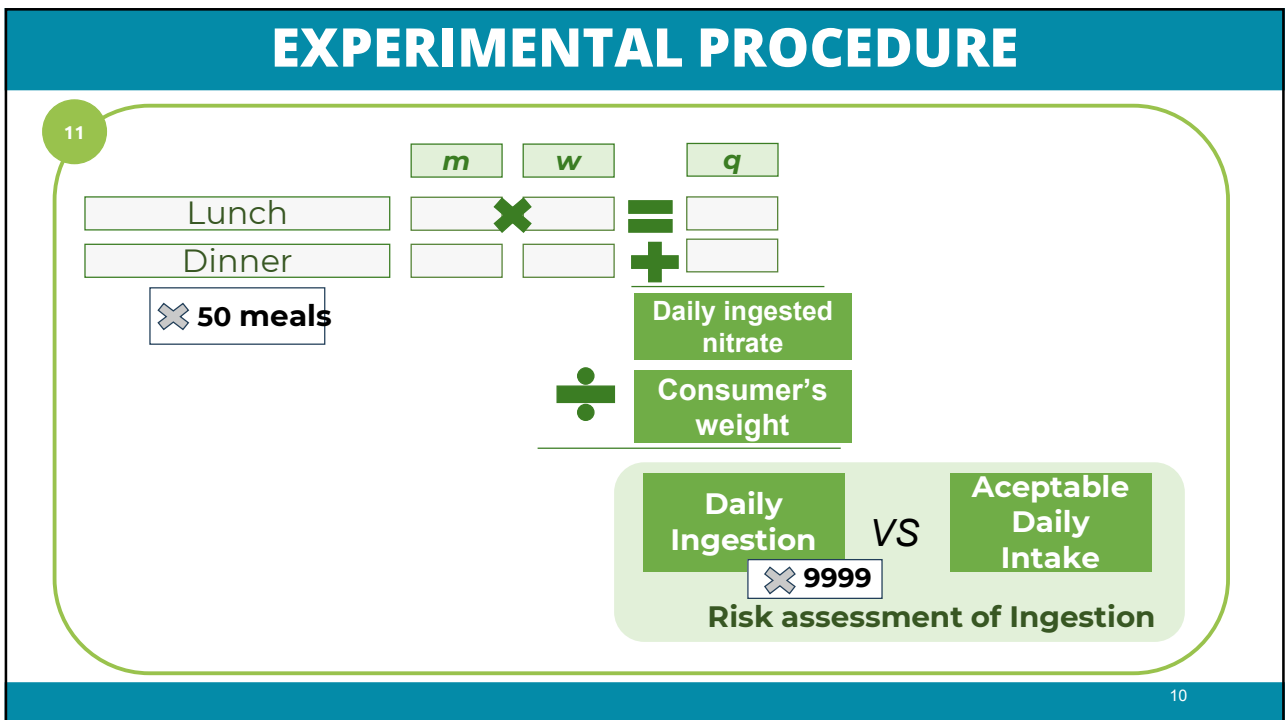 EXPERIMENTAL PROCEDURE
11
m w q
Lunch
Dinner
50 meals
Daily ingested
nitrate
Consumer’s
weight
Daily
Ingestion
VS
Aceptable
Daily
Intake
9999
Risk assessment of Ingestion
10